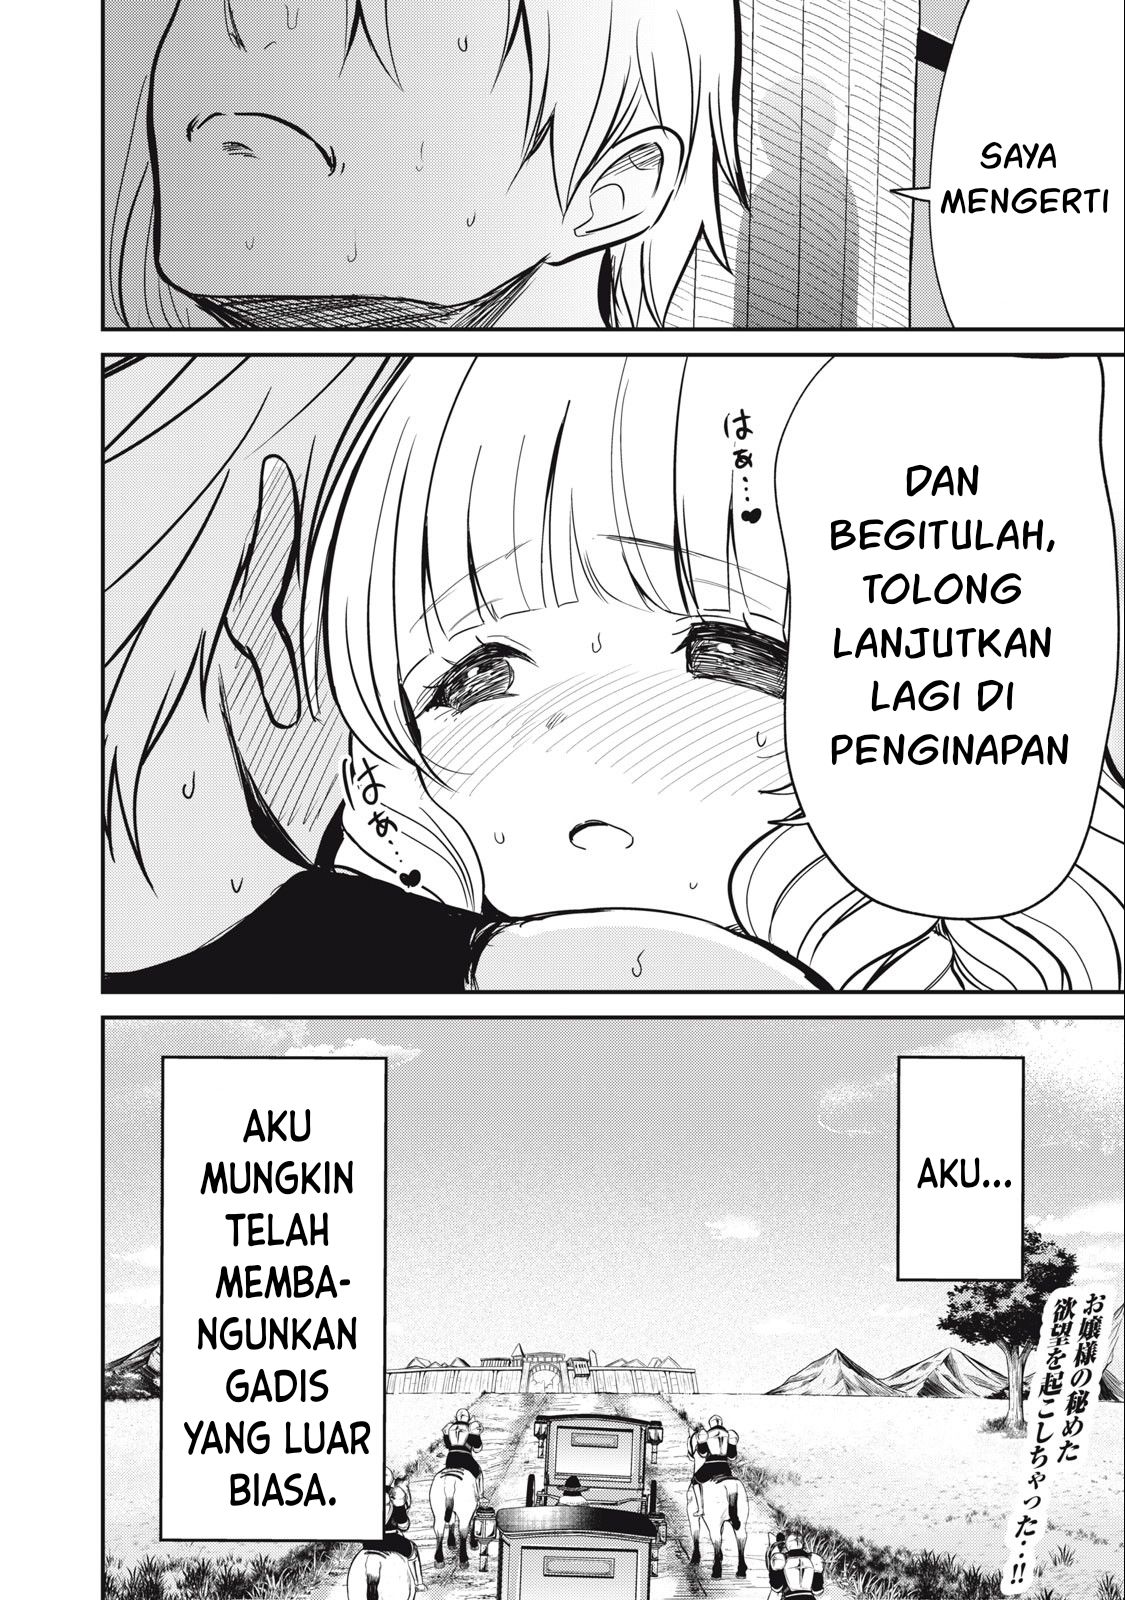 SAYA
MENGERTI
はぁ…♥
DAN
BEGITULAH,
TOLONG
LANJUTKAN
LAGI DI
PENGINAPAN
はぁ…♥
AKU...
AKU
MUNGKIN
TELAH
MEMBA-
NGUNKAN
GADIS
YANG LUAR
BIASA.
お嬢様の秘めた
欲望を起こしちゃった…!!